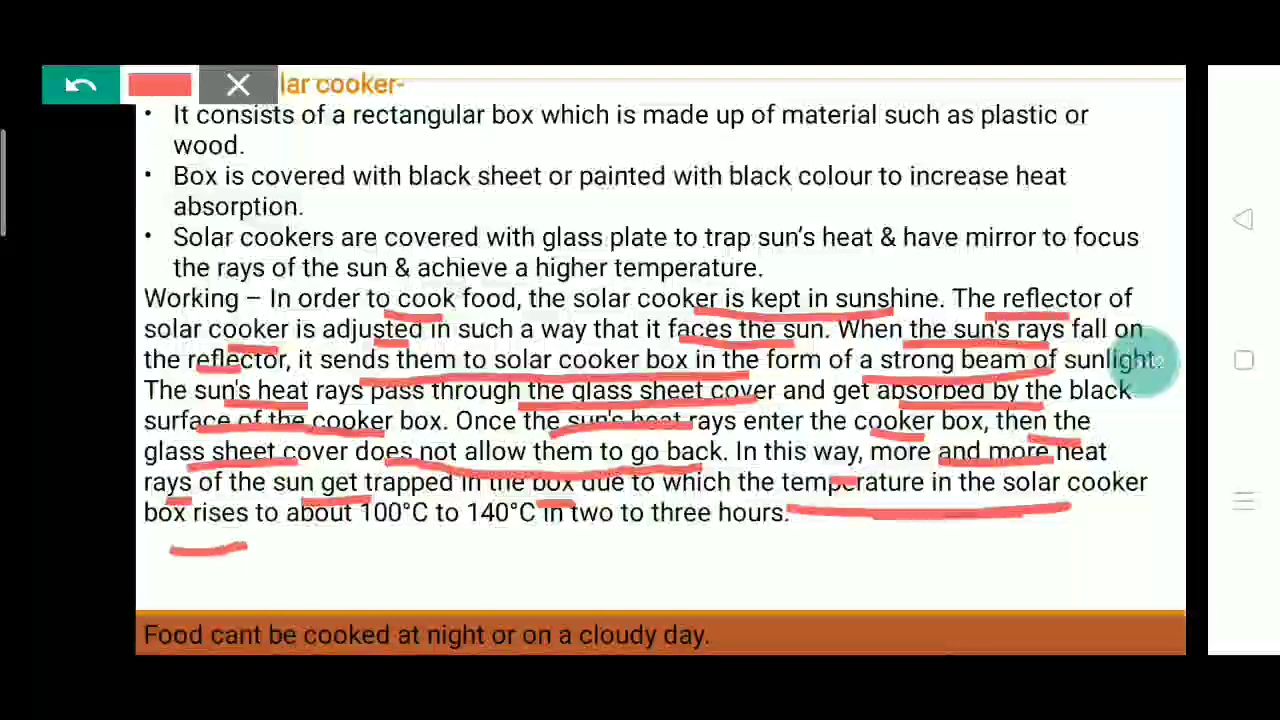 lar cooker-
• It consists of a rectangular box which is made up of material such as plastic or
wood.
• Box is covered with black sheet or painted with black colour to increase heat
absorption.
• Solar cookers are covered with glass plate to trap sun's heat & have mirror to focus
the rays of the sun & achieve a higher temperature.
Working – In order to cook food, the solar cooker is kept in sunshine. The reflector of
solar cooker is adjusted in such a way that it faces the sun. When the sun's rays fall on
the reflector, it sends them to solar cooker box in the form of a strong beam of sunlight.
The sun's heat rays pass through the glass sheet cover and get absorbed by the black
surface of the cooker box. Once the sun's heat rays enter the cooker box, then the
glass sheet cover does not allow them to go back. In this way, more and more heat
rays of the sun get trapped in the box due to which the temperature in the solar cooker
box rises to about 100°C to 140°C in two to three hours.
Food cant be cooked at night or on a cloudy day.